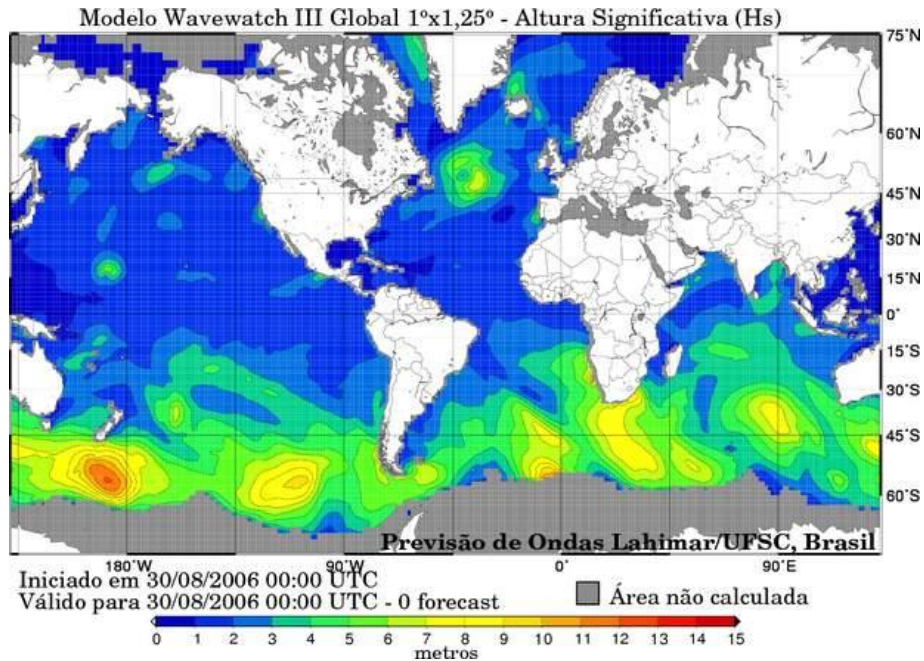 Modelo Wavewatch III Global 1ºx1,25º - Altura Significativa (Hs)
75˚N
60˚N
45˚N
30˚N
15˚N
0˚
15˚S
30˚S
45˚S
60˚S
Previsão de Ondas Lahimar/UFSC, Brasil
180˚W 90˚W 0˚E 90˚E
Iniciado em 30/08/2006 00:00 UTC
Válido para 30/08/2006 00:00 UTC - 0 forecast
Área não calculada
0 1 2 3 4 5 6 7 8 9 10 11 12 13 14 15
metros